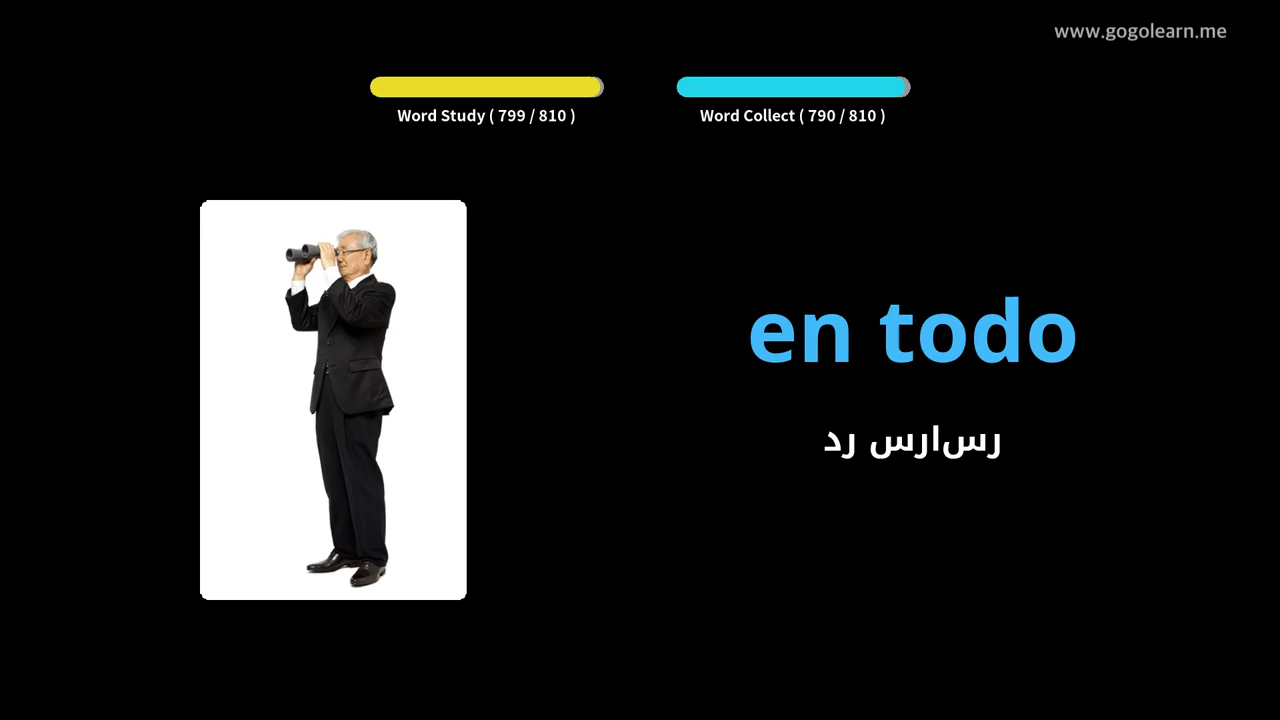 www.gogolearn.me
Word Study ( 799 / 810 )
Word Collect ( 790 / 810 )
en todo
رسارس رد